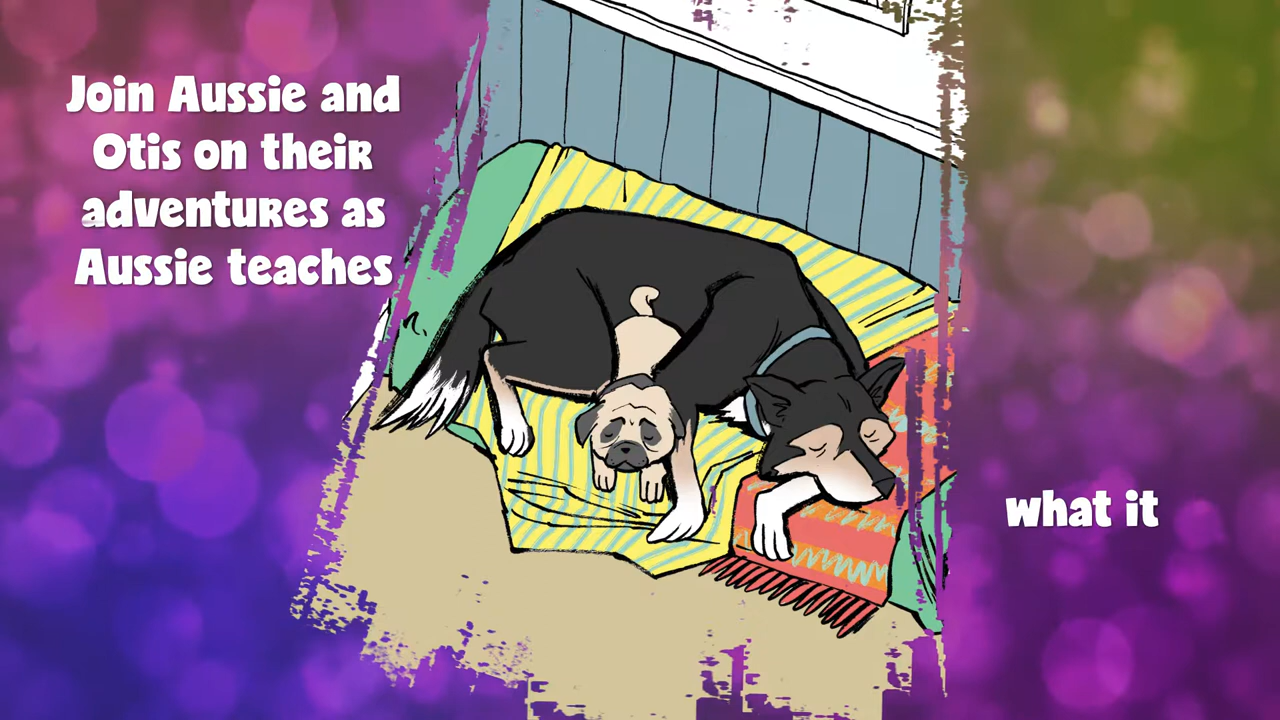 Join Aussie and
Otis on their
adventures as
Aussie teaches
what it